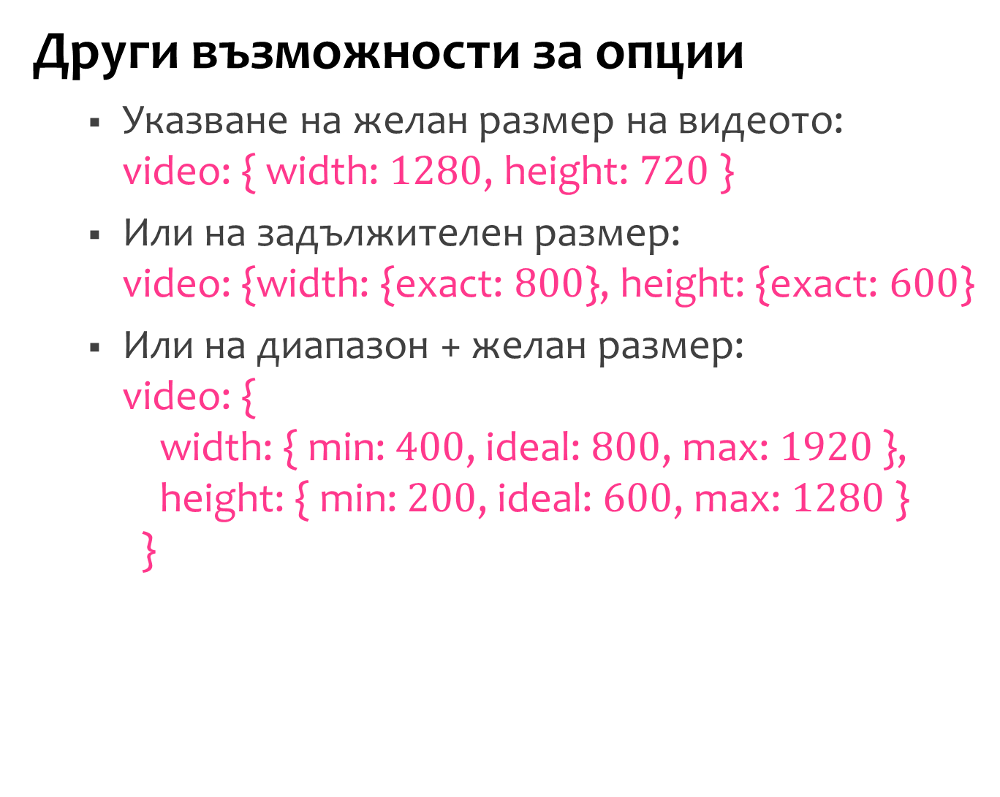 Други възможности за опции
▪ Указване на желан размер на видеото:
video: { width: 1280, height: 720 }
▪ Или на задължителен размер:
video: {width: {exact: 800}, height: {exact: 600}
▪ Или на диапазон + желан размер:
video: {
width: { min: 400, ideal: 800, max: 1920 },
height: { min: 200, ideal: 600, max: 1280 }
}